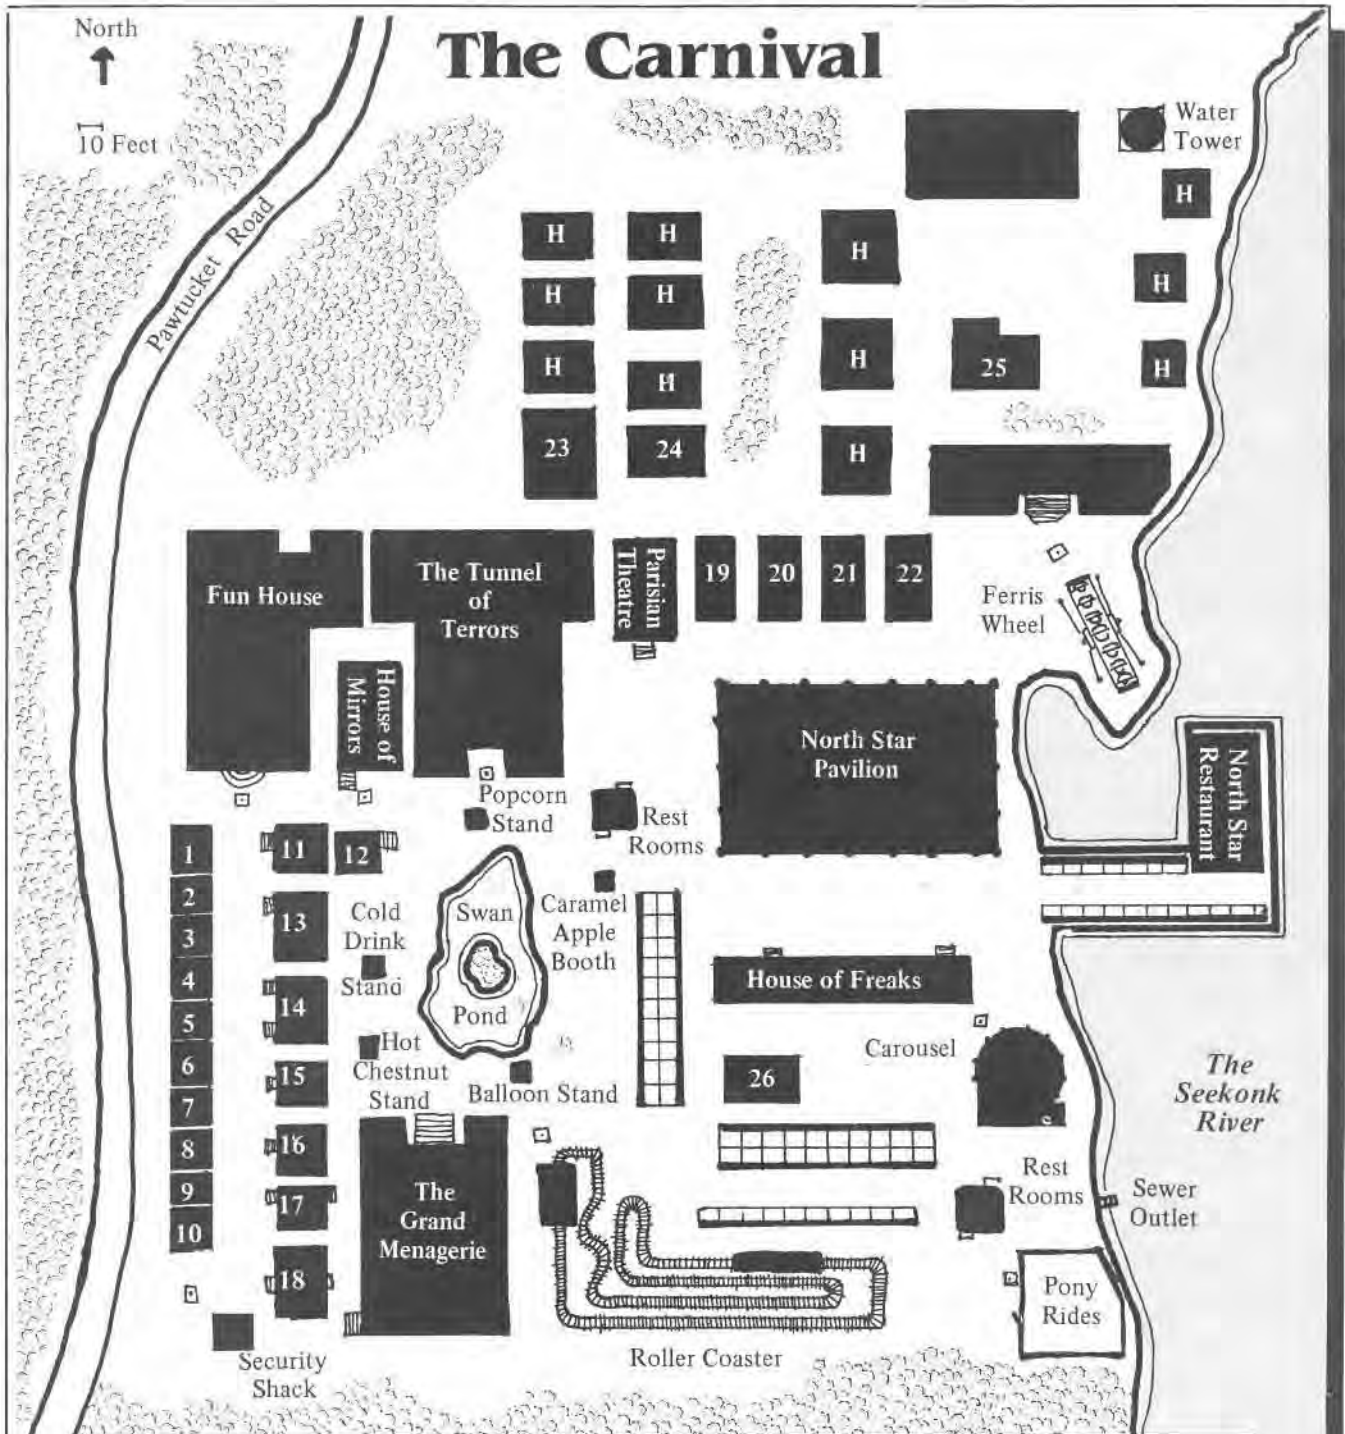 North
The Carnival
10 Feet
Water
Tower
Pawtucket Road
H
H
H
H
H
H
H
H
H
H
H
H
25
23
24
Fun House
The Tunnel
of
Terrors
Parisian
Theatre
19
20
21
22
Ferris
Wheel
House of
Mirrors
North Star
Pavilion
North Star
Restaurant
Popcorn
Stand
Rest
Rooms
1
2
3
4
5
6
7
8
9
10
11
12
13
14
15
16
17
18
Cold
Drink
Stand
Swan
Pond
Caramel
Apple
Booth
House of Freaks
Hot
Chestnut
Stand
Balloon Stand
26
Carousel
The
Seekonk
River
The
Grand
Menagerie
Rest
Rooms
Sewer
Outlet
Pony
Rides
Security
Shack
Roller Coaster